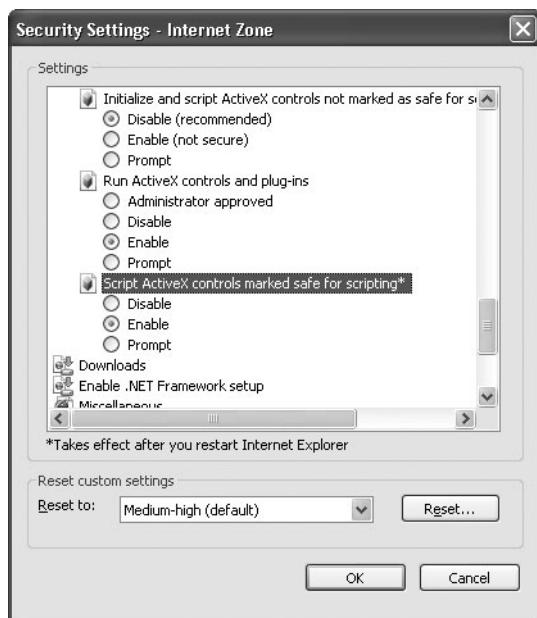 Security Settings - Internet Zone
Settings
Initialize and script ActiveX controls not marked as safe for s
Disable (recommended)
Enable (not secure)
Prompt
Run ActiveX controls and plug-ins
Administrator approved
Disable
Enable
Prompt
Script ActiveX controls marked safe for scripting*
Disable
Enable
Prompt
Downloads
Enable .NET Framework setup
Miscellaneous
*Takes effect after you restart Internet Explorer
Reset custom settings
Reset to: Medium-high (default) Reset...
OK Cancel